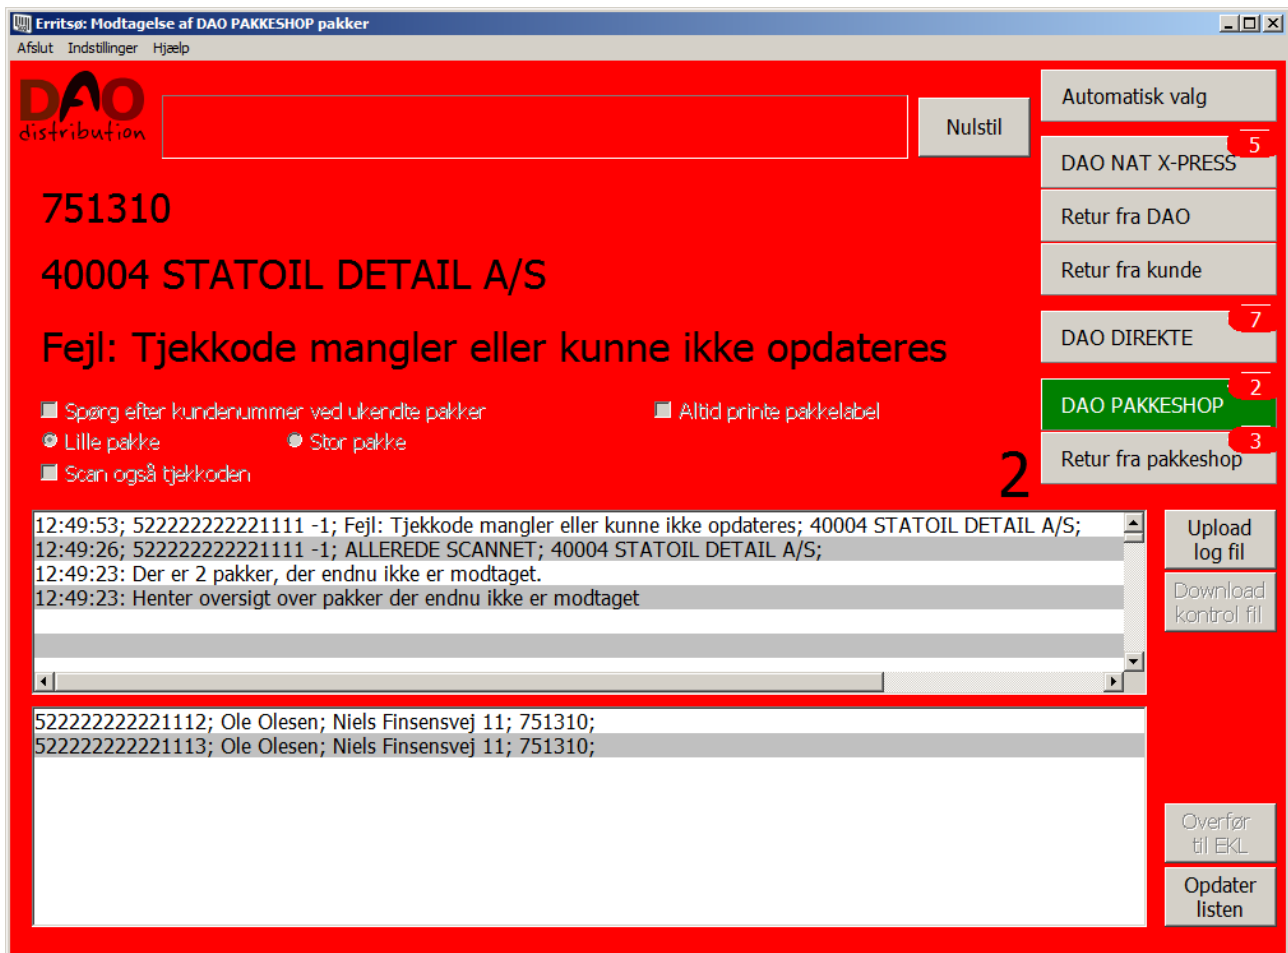 Erritsø: Modtagelse af DAO PAKKESHOP pakker
Afslut Indstillinger Hjælp
DAO
distribution
Nulstil
Automatisk valg
5
DAO NAT X-PRESS
Retur fra DAO
Retur fra kunde
7
DAO DIREKTE
2
DAO PAKKESHOP
3
Retur fra pakkeshop
751310
40004 STATOIL DETAIL A/S
Fejl: Tjekkode mangler eller kunne ikke opdateres
Spørg efter kundenummer ved ukendte pakker
Altid printe pakkelabel
Lille pakke
Stor pakke
Scan også tjekkoden
2
12:49:53; 522222222221111 -1; Fejl: Tjekkode mangler eller kunne ikke opdateres; 40004 STATOIL DETAIL A/S;
12:49:26; 522222222221111 -1; ALLEREDE SCANNET; 40004 STATOIL DETAIL A/S;
12:49:23: Der er 2 pakker, der endnu ikke er modtaget.
12:49:23: Henter oversigt over pakker der endnu ikke er modtaget
Upload
log fil
Download
kontrol fil
522222222221112; Ole Olesen; Niels Finsensvej 11; 751310;
522222222221113; Ole Olesen; Niels Finsensvej 11; 751310;
Overfør
til EKL
Opdater
listen